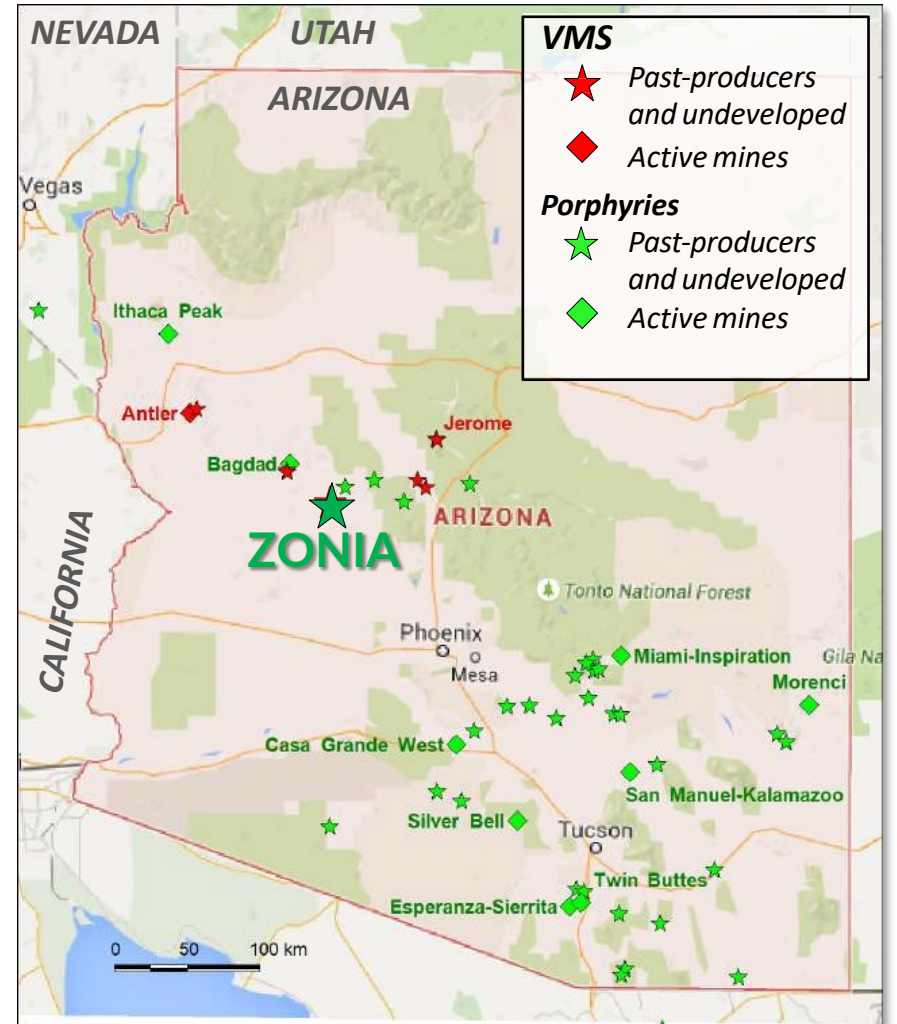 NEVADA
UTAH
ARIZONA
VMS
Past-producers
and undeveloped
Active mines
Porphyries
Past-producers
and undeveloped
Active mines
Vegas
Ithaca Peak
Antler
Jerome
Bagdad
ARIZONA
ZONIA
CALIFORNIA
Tonto National Forest
Phoenix
Mesa
Miami-Inspiration
Gila Na
Morenci
Casa Grande West
San Manuel-Kalamazoo
Silver Bell
Tucson
Twin Buttes
Esperanza-Sierrita
0 50 100 km